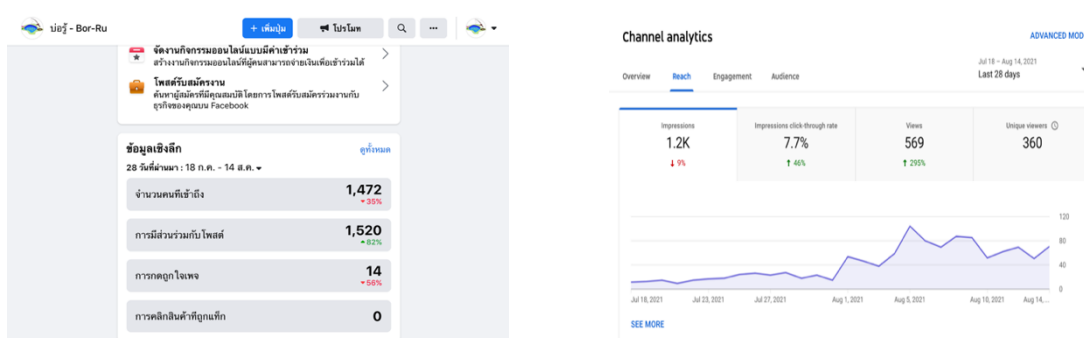 บ่อรู้ - Bor-Ru
+ เพิ่มปุ่ม
โปรโมท
จัดงานกิจกรรมออนไลน์แบบมีค่าเข้าร่วม
สร้างงานกิจกรรมออนไลน์ที่ผู้คนสามารถจ่ายเงินเพื่อเข้าร่วมได้
โพสต์รับสมัครงาน
ค้นหาผู้สมัครที่มีคุณสมบัติโดยการโพสต์รับสมัครร่วมงานกับ
ธุรกิจของคุณบน Facebook
ข้อมูลเชิงลึก
ดูทั้งหมด
28 วันที่ผ่านมา : 18 ก.ค. - 14 ส.ค.
จำนวนคนที่เข้าถึง
1,472
35%
การมีส่วนร่วมกับโพสต์
1,520
82%
การกดถูกใจเพจ
14
56%
การคลิกสินค้าที่ถูกแท็ก
0
Channel analytics
ADVANCED MOD
Overview
Reach
Engagement
Audience
Jul 18 – Aug 14, 2021
Last 28 days
Impressions
1.2K
9%
Impressions click-through rate
7.7%
46%
Views
569
295%
Unique viewers
360
120
80
40
0
Jul 18, 2021
Jul 23, 2021
Jul 27, 2021
Aug 1, 2021
Aug 5, 2021
Aug 10, 2021
Aug 14,...
SEE MORE